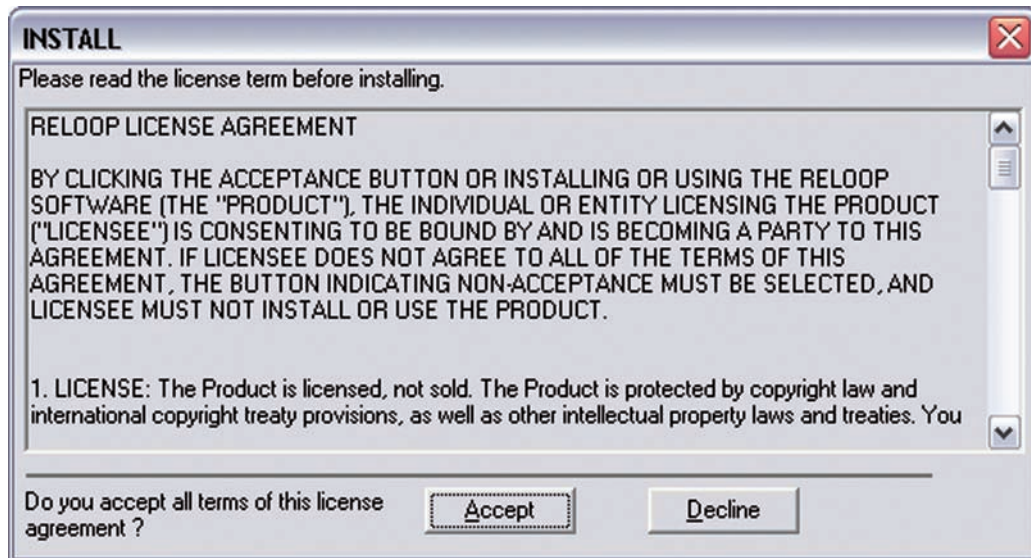 INSTALL
Please read the license term before installing.
RELOOP LICENSE AGREEMENT
BY CLICKING THE ACCEPTANCE BUTTON OR INSTALLING OR USING THE RELOOP
SOFTWARE (THE "PRODUCT"), THE INDIVIDUAL OR ENTITY LICENSING THE PRODUCT
("LICENSEE") IS CONSENTING TO BE BOUND BY AND IS BECOMING A PARTY TO THIS
AGREEMENT. IF LICENSEE DOES NOT AGREE TO ALL OF THE TERMS OF THIS
AGREEMENT, THE BUTTON INDICATING NON-ACCEPTANCE MUST BE SELECTED, AND
LICENSEE MUST NOT INSTALL OR USE THE PRODUCT.
1. LICENSE: The Product is licensed, not sold. The Product is protected by copyright law and
international copyright treaty provisions, as well as other intellectual property laws and treaties. You
Do you accept all terms of this license
agreement ?
Accept
Decline